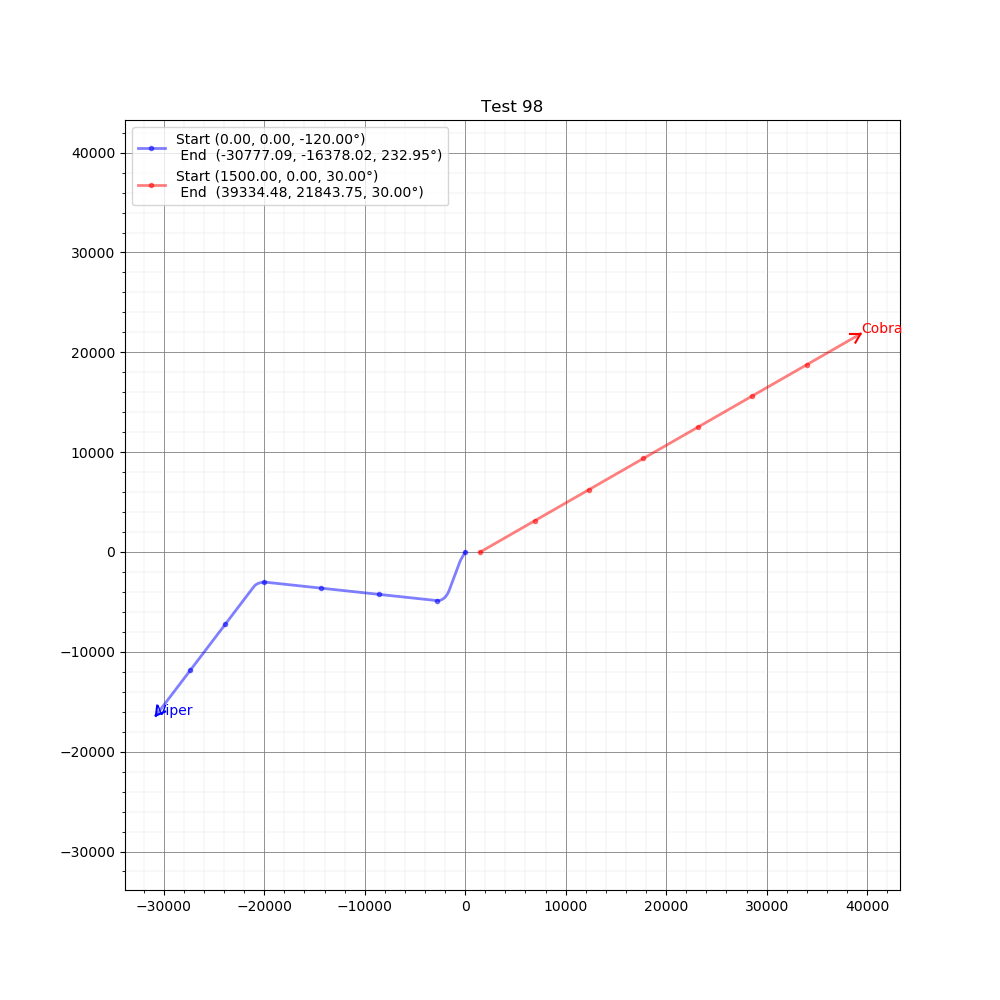 Test 98
Start (0.00, 0.00, -120.00°)
End (-30777.09, -16378.02, 232.95°)
Start (1500.00, 0.00, 30.00°)
End (39334.48, 21843.75, 30.00°)
40000
30000
20000
10000
0
−10000
−20000
−30000
Cobra
Viper
−30000 −20000 −10000 0 10000 20000 30000 40000